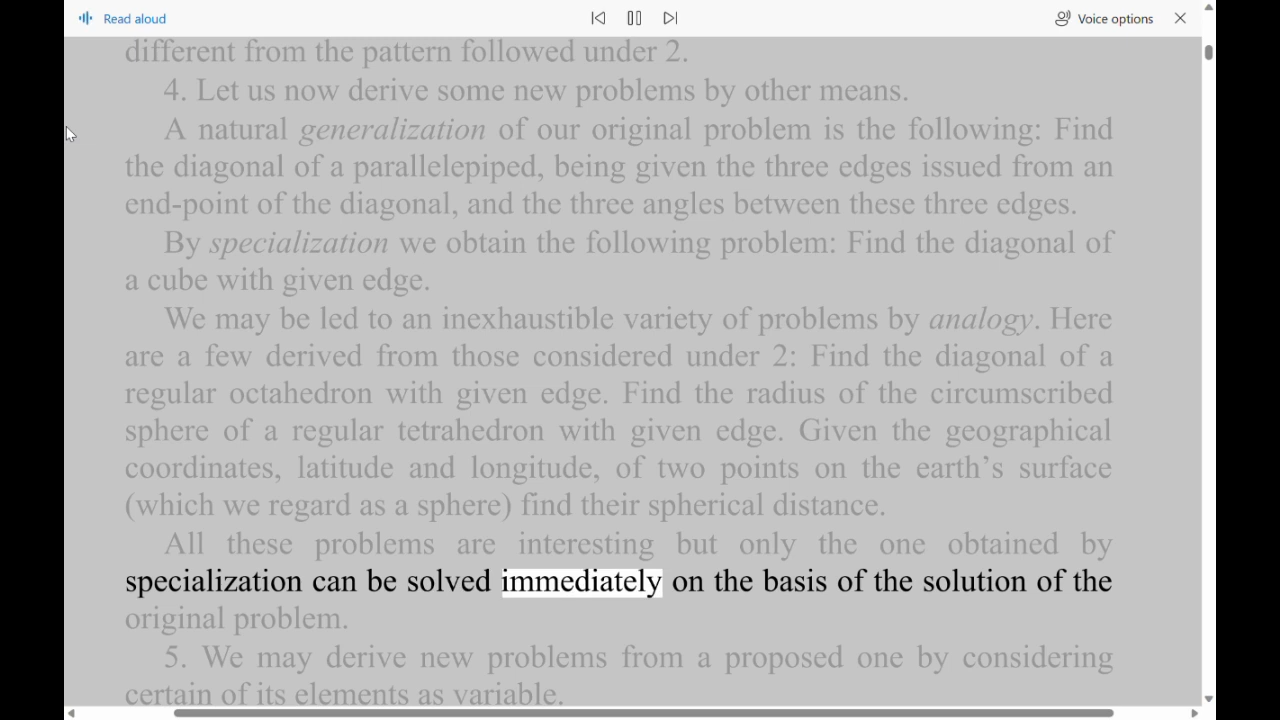 Read aloud
Voice options
different from the pattern followed under 2.
4. Let us now derive some new problems by other means.
A natural generalization of our original problem is the following: Find
the diagonal of a parallelepiped, being given the three edges issued from an
end-point of the diagonal, and the three angles between these three edges.
By specialization we obtain the following problem: Find the diagonal of
a cube with given edge.
We may be led to an inexhaustible variety of problems by analogy. Here
are a few derived from those considered under 2: Find the diagonal of a
regular octahedron with given edge. Find the radius of the circumscribed
sphere of a regular tetrahedron with given edge. Given the geographical
coordinates, latitude and longitude, of two points on the earth’s surface
(which we regard as a sphere) find their spherical distance.
All these problems are interesting but only the one obtained by
specialization can be solved immediately on the basis of the solution of the
original problem.
5. We may derive new problems from a proposed one by considering
certain of its elements as variable.